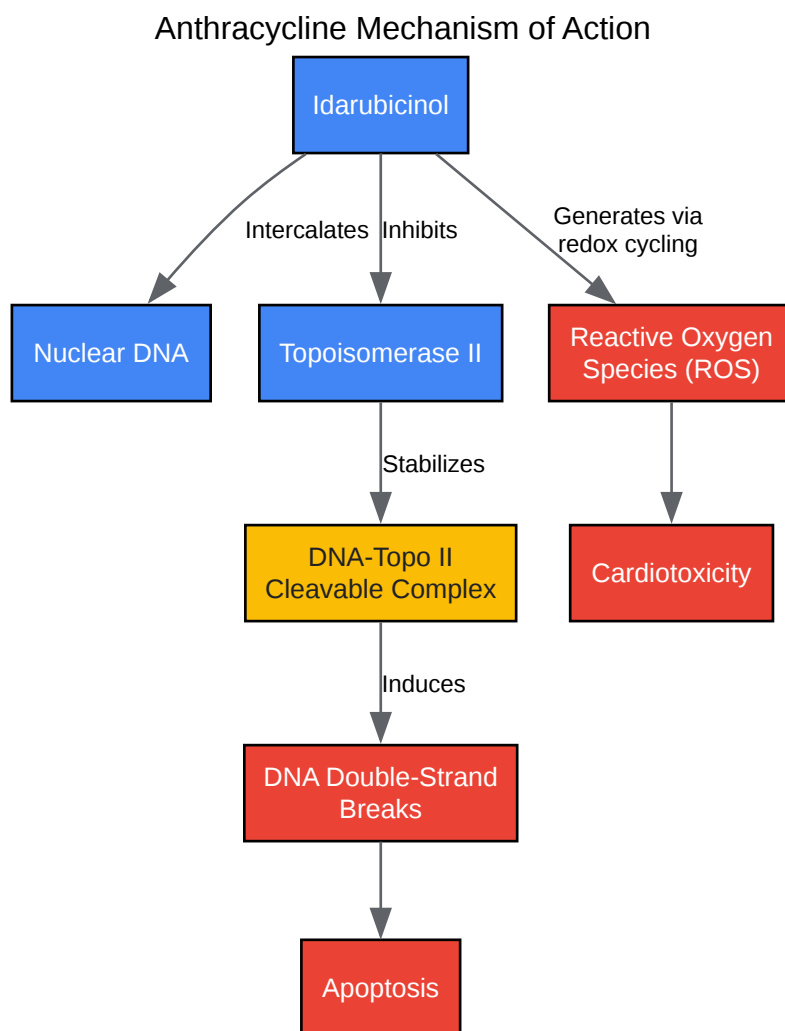 Anthracycline Mechanism of Action
Idarubicinol
Intercalates
Inhibits
Generates via
redox cycling
Nuclear DNA
Topoisomerase II
Reactive Oxygen
Species (ROS)
Stabilizes
DNA-Topo II
Cleavable Complex
Cardiotoxicity
Induces
DNA Double-Strand
Breaks
Apoptosis